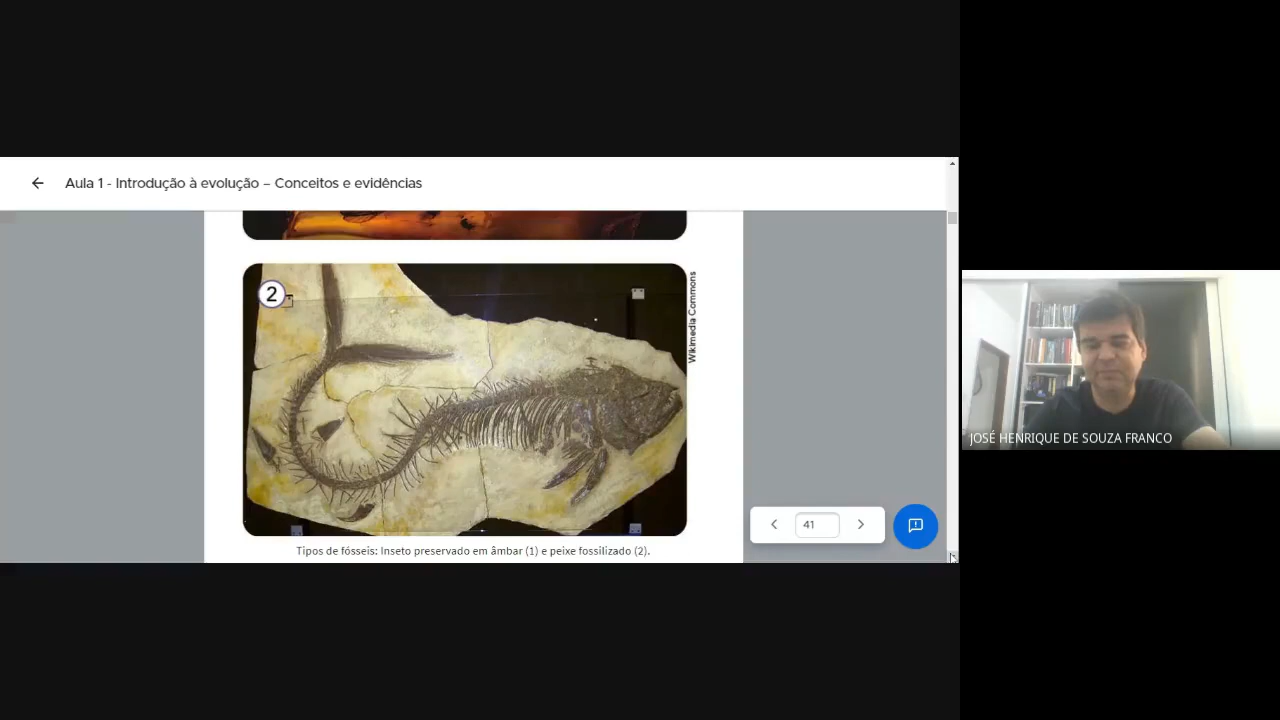 Aula 1 - Introdução à evolução – Conceitos e evidências
2
Wikimedia Commons
Tipos de fósseis: Inseto preservado em âmbar (1) e peixe fossilizado (2).
41
JOSÉ HENRIQUE DE SOUZA FRANCO